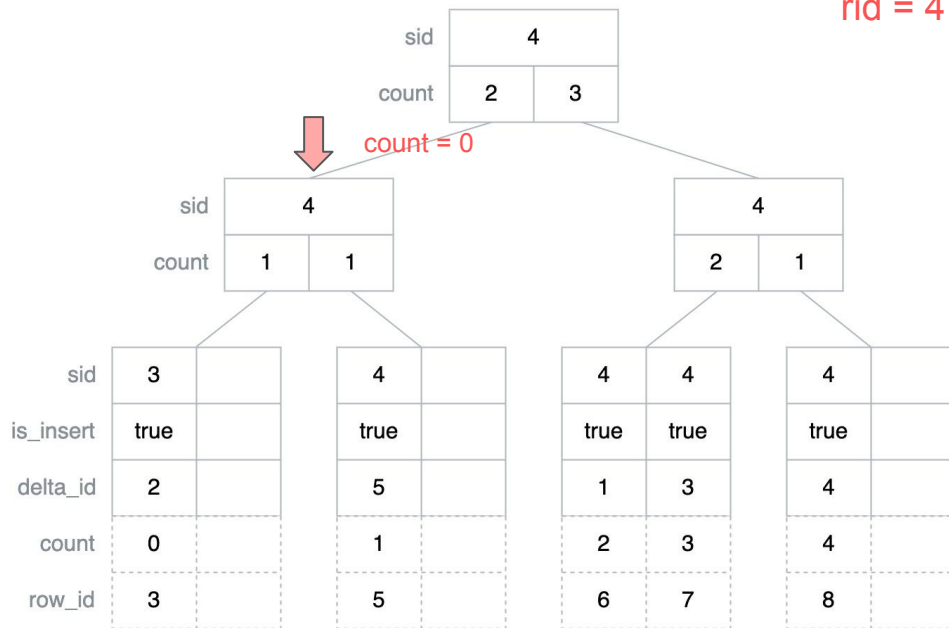 rid = 4
sid 4
count 2 3
count = 0
sid 4 4
count 1 1 2 1
sid 3 4 4 4 4
is_insert true true true true true
delta_id 2 5 1 3 4
count 0 1 2 3 4
row_id 3 5 6 7 8